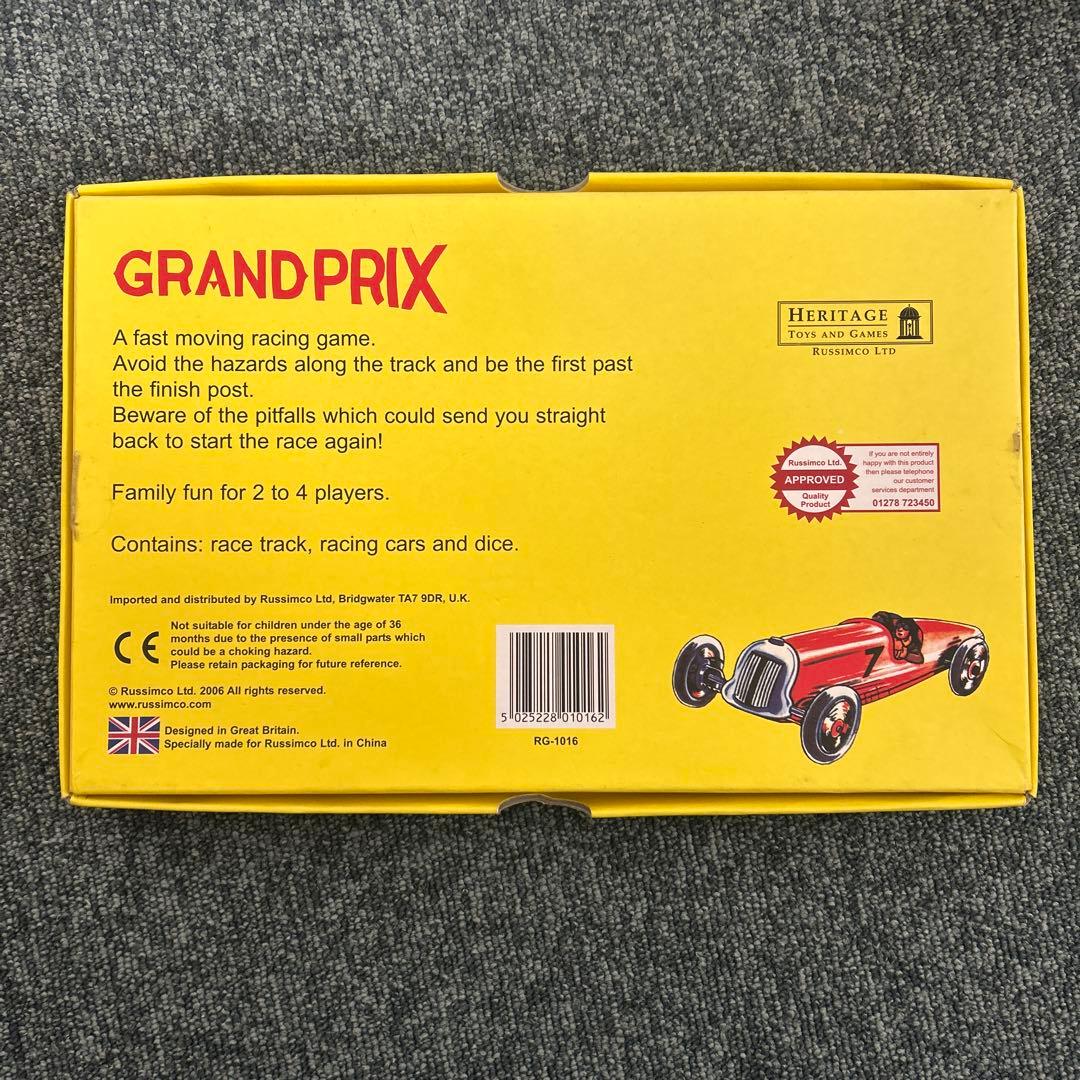 GRAND PRIX
A fast moving racing game.
Avoid the hazards along the track and be the first past
the finish post.
Beware of the pitfalls which could send you straight
back to start the race again!
Family fun for 2 to 4 players.
Contains: race track, racing cars and dice.
HERITAGE
TOYS AND GAMES
RUSSIMCO LTD
Russimco Ltd.
APPROVED
Quality
Product
If you are not entirely
happy with this product
then please telephone
our customer
services department
01278 723450
Imported and distributed by Russimco Ltd, Bridgwater TA7 9DR, U.K.
CE
Not suitable for children under the age of 36
months due to the presence of small parts which
could be a choking hazard.
Please retain packaging for future reference.
© Russimco Ltd. 2006 All rights reserved.
www.russimco.com
Designed in Great Britain.
Specially made for Russimco Ltd. in China
5 025228 010162
RG-1016
7